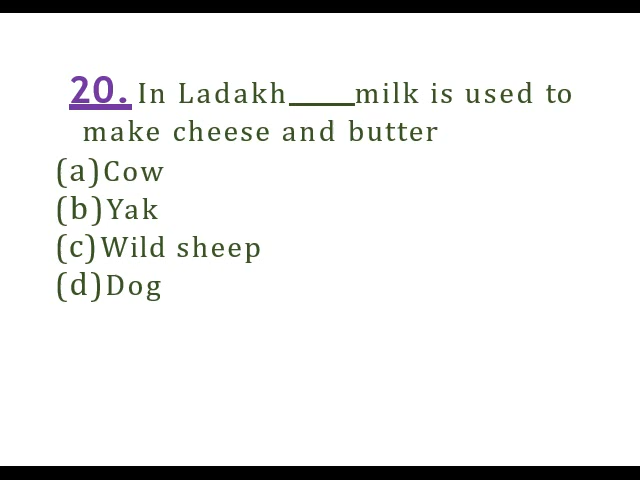 20. In Ladakh_____milk is used to
make cheese and butter
(a)Cow
(b)Yak
(c)Wild sheep
(d)Dog